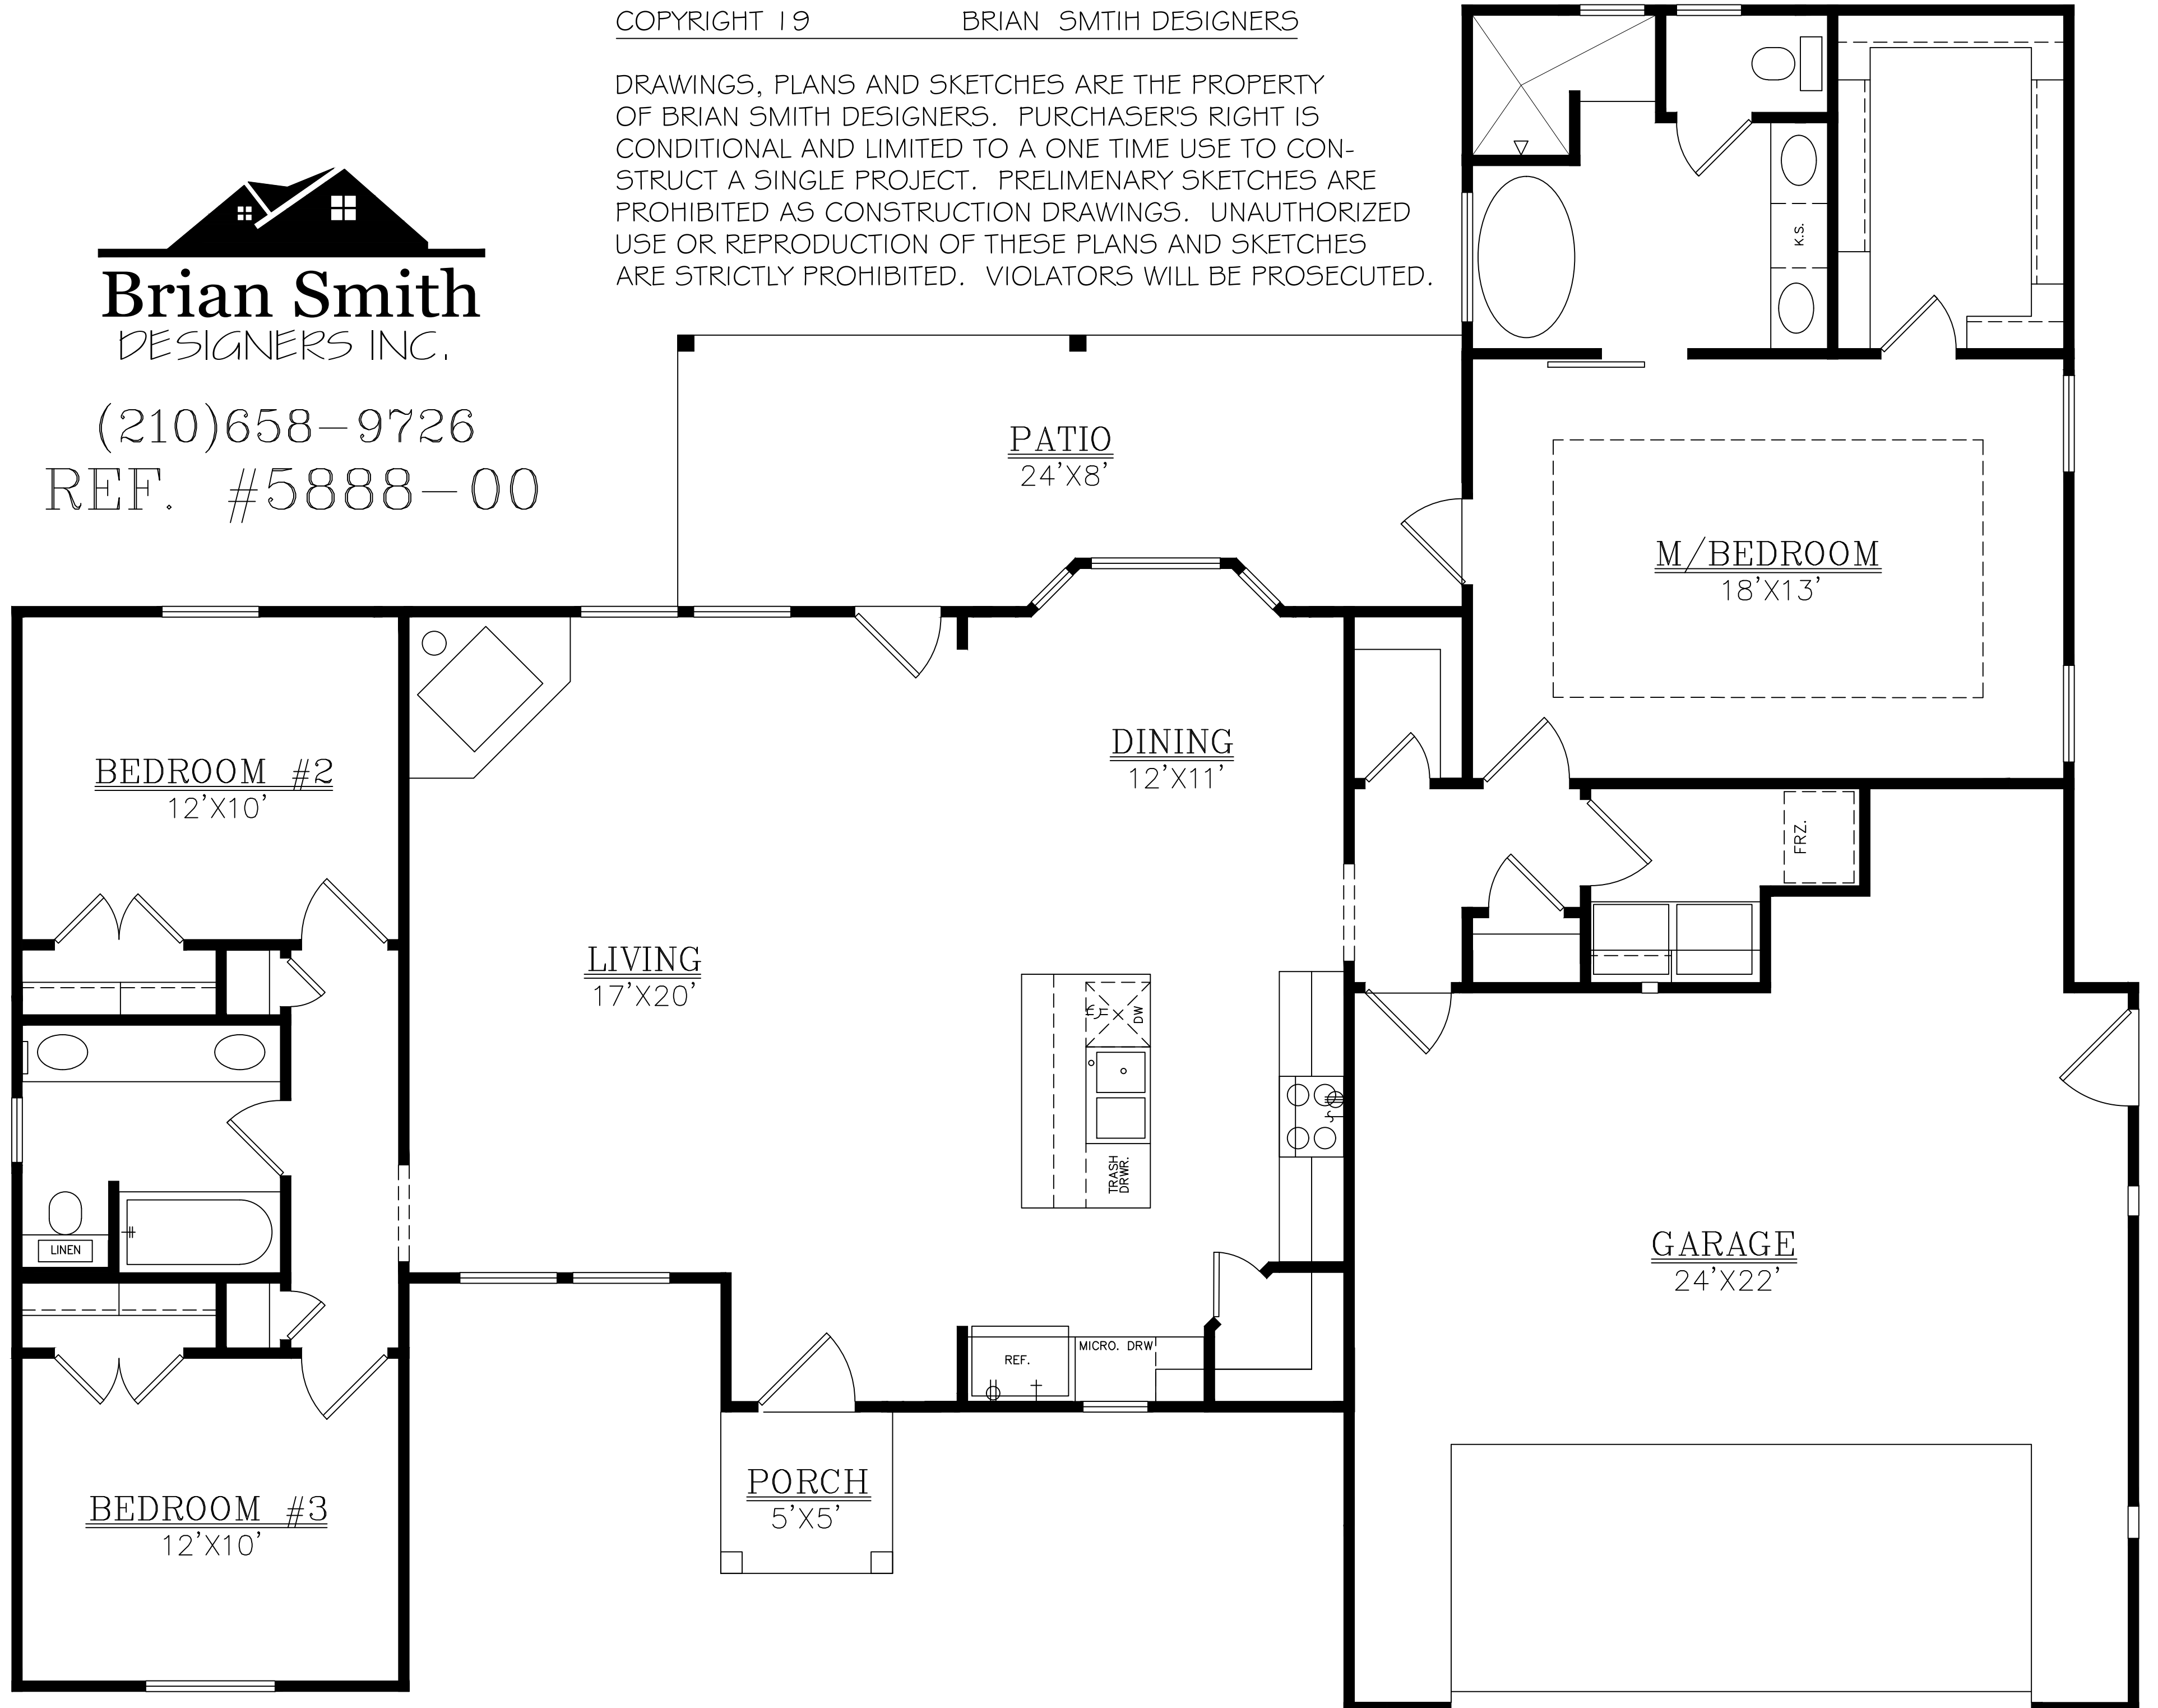 COPYRIGHT 19 BRIAN SMTIH DESIGNERS
DRAWINGS, PLANS AND SKETCHES ARE THE PROPERTY
OF BRIAN SMITH DESIGNERS. PURCHASER'S RIGHT IS
CONDITIONAL AND LIMITED TO A ONE TIME USE TO CON-
STRUCT A SINGLE PROJECT. PRELIMENARY SKETCHES ARE
PROHIBITED AS CONSTRUCTION DRAWINGS. UNAUTHORIZED
USE OR REPRODUCTION OF THESE PLANS AND SKETCHES
ARE STRICTLY PROHIBITED. VIOLATORS WILL BE PROSECUTED.
Brian Smith
DESIGNERS INC.
(210)658-9726
REF. #5888-00
K.S.
PATIO
24'X8'
M/BEDROOM
18'X13'
BEDROOM #2
12'X10'
DINING
12'X11'
FRZ.
LIVING
17'X20'
DW
TRASH
DRWR.
LINEN
GARAGE
24'X22'
REF.
MICRO. DRW
PORCH
5'X5'
BEDROOM #3
12'X10'